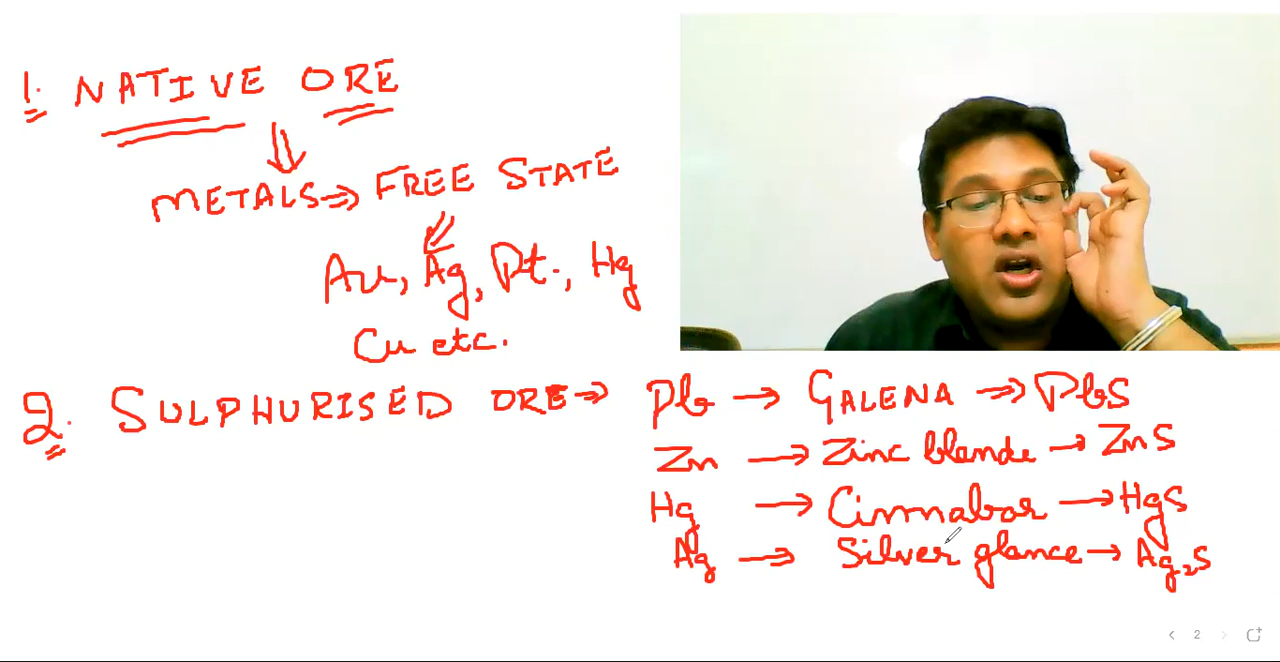 1. NATIVE ORE
METALS ⇒ FREE STATE
Au, Ag, Pt., Hg
Cu etc.
2. SULPHURISED ORE → Pb → GALENA ⇒ PbS
Zn → Zinc blende → ZnS
Hg → Cinnabar → HgS
Ag → Silver glance → Ag₂S
2